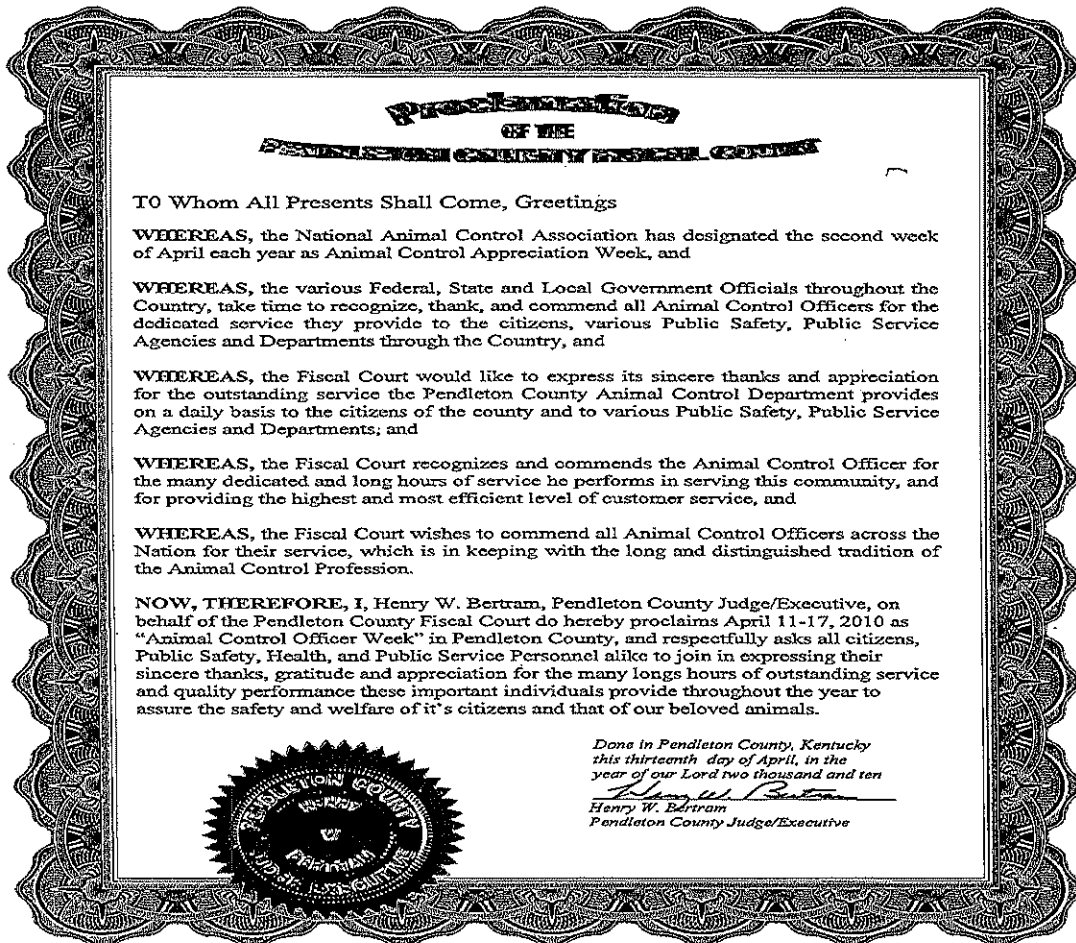 Proclamation
OF THE
PENDLETON COUNTY FISCAL COURT
TO Whom All Presents Shall Come, Greetings
WHEREAS, the National Animal Control Association has designated the second week
of April each year as Animal Control Appreciation Week, and
WHEREAS, the various Federal, State and Local Government Officials throughout the
Country, take time to recognize, thank, and commend all Animal Control Officers for the
dedicated service they provide to the citizens, various Public Safety, Public Service
Agencies and Departments through the Country, and
WHEREAS, the Fiscal Court would like to express its sincere thanks and appreciation
for the outstanding service the Pendleton County Animal Control Department provides
on a daily basis to the citizens of the county and to various Public Safety, Public Service
Agencies and Departments; and
WHEREAS, the Fiscal Court recognizes and commends the Animal Control Officer for
the many dedicated and long hours of service he performs in serving this community, and
for providing the highest and most efficient level of customer service, and
WHEREAS, the Fiscal Court wishes to commend all Animal Control Officers across the
Nation for their service, which is in keeping with the long and distinguished tradition of
the Animal Control Profession.
NOW, THEREFORE, I, Henry W. Bertram, Pendleton County Judge/Executive, on
behalf of the Pendleton County Fiscal Court do hereby proclaims April 11-17, 2010 as
“Animal Control Officer Week” in Pendleton County, and respectfully asks all citizens,
Public Safety, Health, and Public Service Personnel alike to join in expressing their
sincere thanks, gratitude and appreciation for the many longs hours of outstanding service
and quality performance these important individuals provide throughout the year to
assure the safety and welfare of it's citizens and that of our beloved animals.
Done in Pendleton County, Kentucky
this thirteenth day of April, in the
year of our Lord two thousand and ten
Henry W. Bertram
Henry W. Bertram
Pendleton County Judge/Executive
PENDLETON COUNTY
HENRY
W
BERTRAM
JUDGE EXECUTIVE